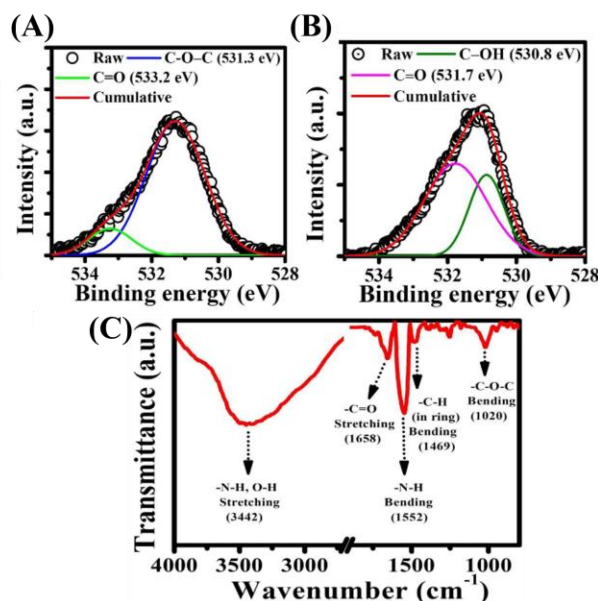 (A)
Raw C-O-C (531.3 eV)
C=O (533.2 eV)
Cumulative
Intensity (a.u.)
534 532 530 528
Binding energy (eV)
(B)
Raw C−OH (530.8 eV)
C=O (531.7 eV)
Cumulative
Intensity (a.u.)
534 532 530 528
Binding energy (eV)
(C)
Transmittance (a.u.)
-C=O
Stretching
(1658)
-C-H
(in ring)
Bending
(1469)
-C-O-C
Bending
(1020)
-N-H, O-H
Stretching
(3442)
-N-H
Bending
(1552)
4000 3500 3000 1500 1000
Wavenumber (cm⁻¹)